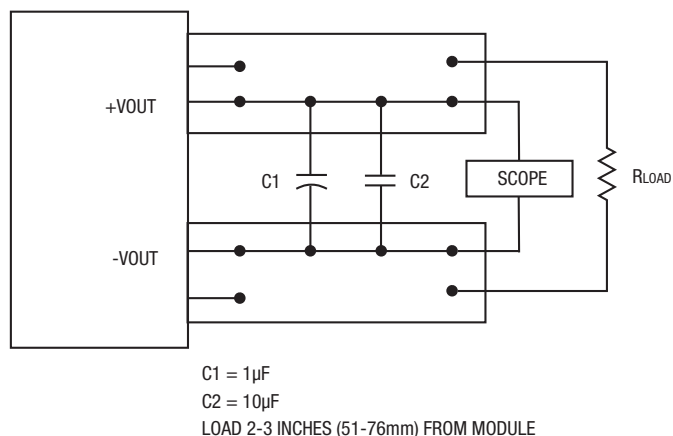 +VOUT
C1
C2
SCOPE
RLOAD
-VOUT
C1 = 1µF
C2 = 10µF
LOAD 2-3 INCHES (51-76mm) FROM MODULE